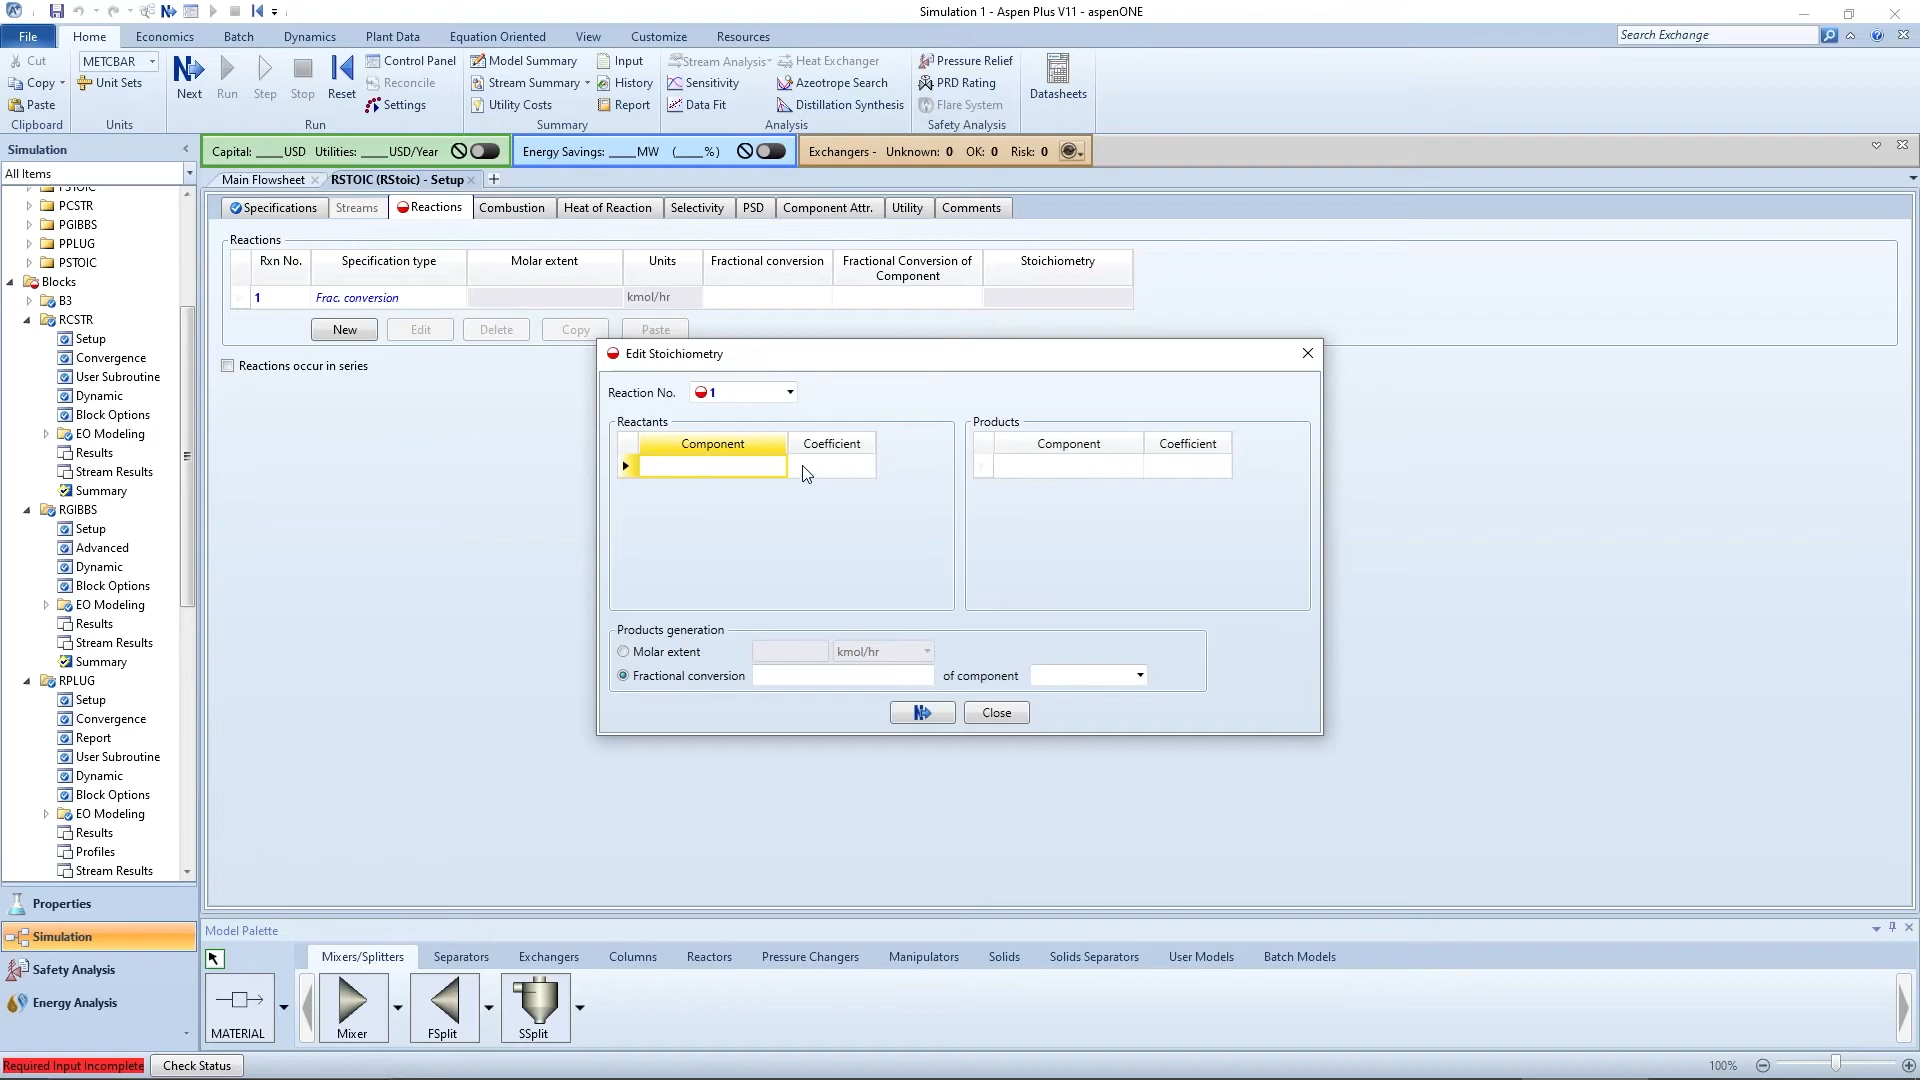 Simulation 1 - Aspen Plus V11 - aspenONE
File Home Economics Batch Dynamics Plant Data Equation Oriented View Customize Resources Search Exchange
Cut METCBAR Control Panel Model Summary Input Stream Analysis Heat Exchanger Pressure Relief
Copy Unit Sets Next Run Step Stop Reset Reconcile Stream Summary History Sensitivity Azeotrope Search PRD Rating Datasheets
Paste Settings Utility Costs Report Data Fit Distillation Synthesis Flare System
Clipboard Units Run Summary Analysis Safety Analysis
Simulation
Capital: ____USD Utilities: ____USD/Year Energy Savings: ____MW (____%) Exchangers - Unknown: 0 OK: 0 Risk: 0
All Items
Main Flowsheet RSTOIC (RStoic) - Setup
Specifications Streams Reactions Combustion Heat of Reaction Selectivity PSD Component Attr. Utility Comments
PCSTR
PGIBBS
PPLUG
PSTOIC
Blocks
B3
RCSTR
Setup
Convergence
User Subroutine
Dynamic
Block Options
EO Modeling
Results
Stream Results
Summary
RGIBBS
Setup
Advanced
Dynamic
Block Options
EO Modeling
Results
Stream Results
Summary
RPLUG
Setup
Convergence
Report
User Subroutine
Dynamic
Block Options
EO Modeling
Results
Profiles
Stream Results
Properties
Simulation
Safety Analysis
Energy Analysis
Reactions
Rxn No. Specification type Molar extent Units Fractional conversion Fractional Conversion of Component Stoichiometry
1 Frac. conversion kmol/hr
New Edit Delete Copy Paste
Reactions occur in series
Edit Stoichiometry
Reaction No. 1
Reactants Products
Component Coefficient Component Coefficient
Products generation
Molar extent kmol/hr
Fractional conversion of component
Close
Model Palette
Mixers/Splitters Separators Exchangers Columns Reactors Pressure Changers Manipulators Solids Solids Separators User Models Batch Models
MATERIAL Mixer FSplit SSplit
Required Input Incomplete Check Status 100%